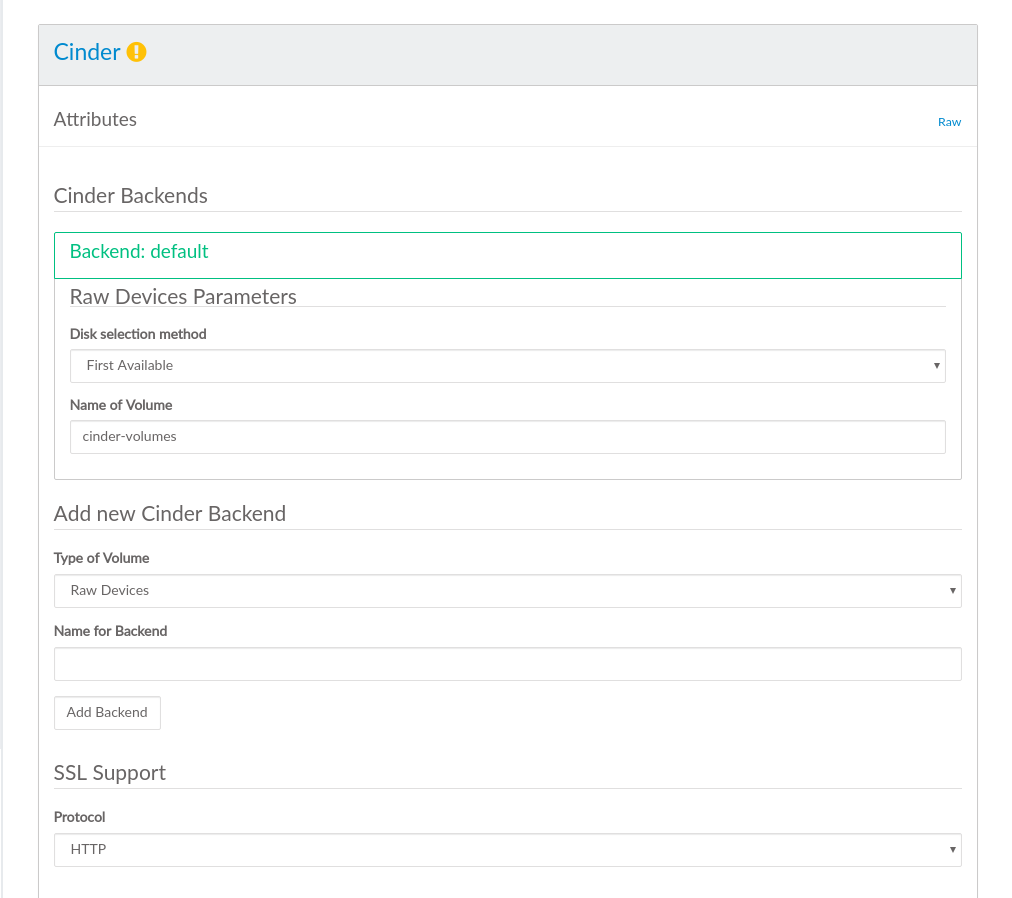 Cinder
Attributes
Raw
Cinder Backends
Backend: default
Raw Devices Parameters
Disk selection method
First Available
Name of Volume
cinder-volumes
Add new Cinder Backend
Type of Volume
Raw Devices
Name for Backend
Add Backend
SSL Support
Protocol
HTTP